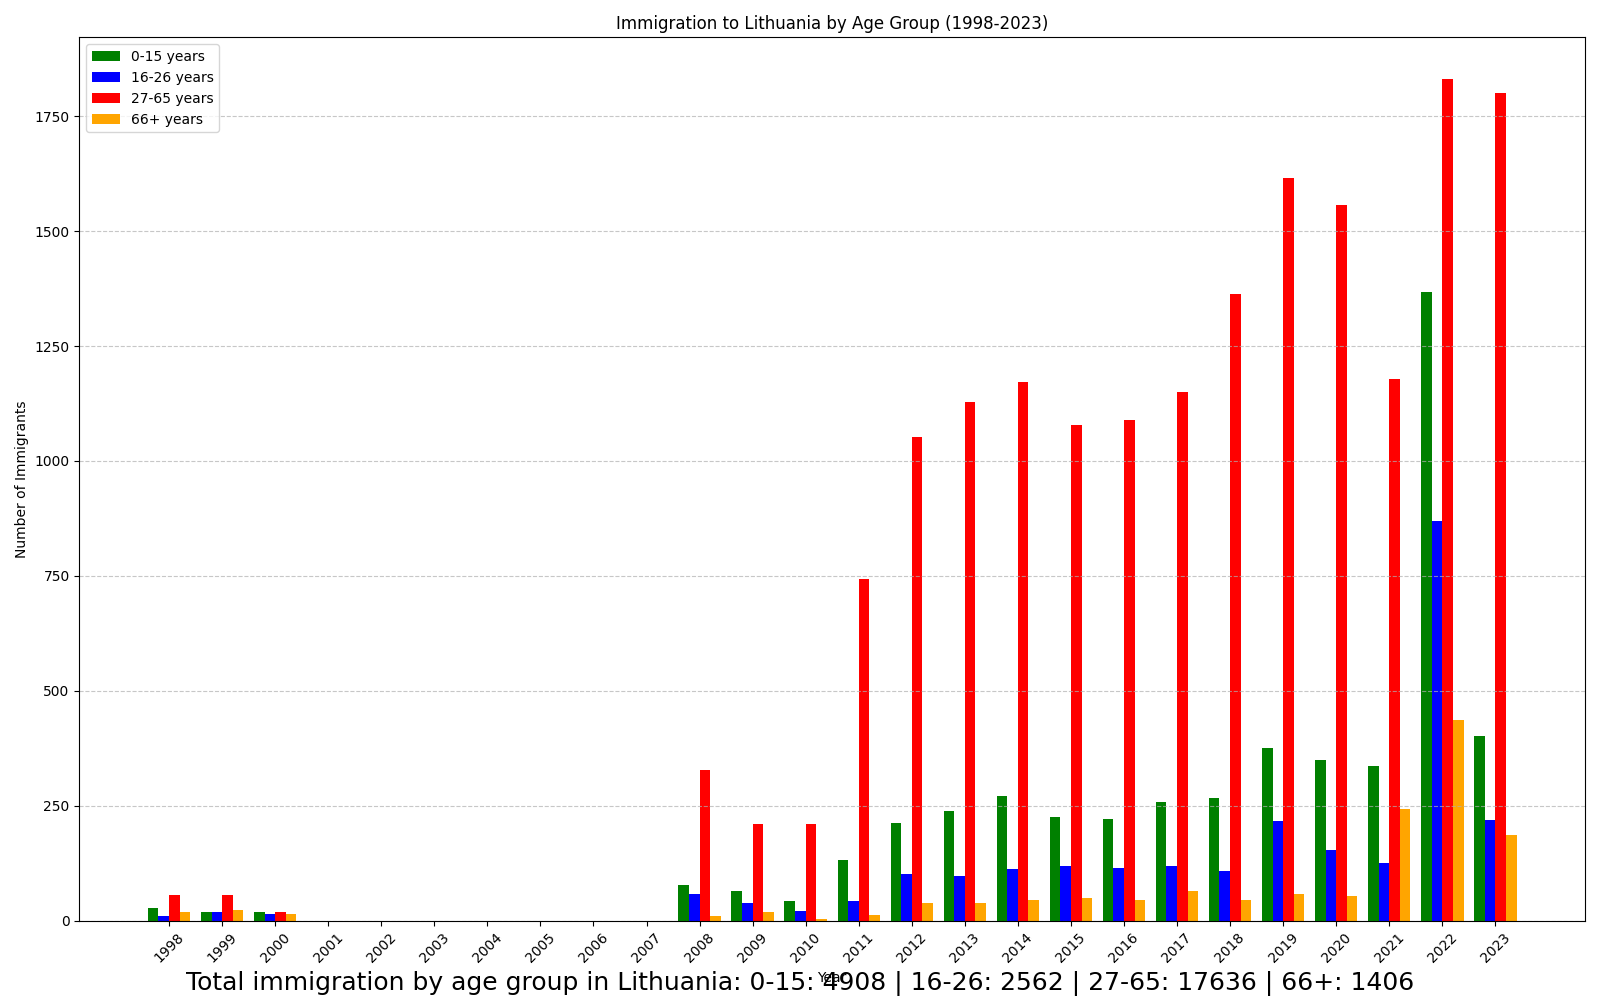 Immigration to Lithuania by Age Group (1998-2023)
0-15 years
16-26 years
27-65 years
66+ years
Number of Immigrants
1750
1500
1250
1000
750
500
250
0
1998 1999 2000 2001 2002 2003 2004 2005 2006 2007 2008 2009 2010 2011 2012 2013 2014 2015 2016 2017 2018 2019 2020 2021 2022 2023
Year
Total immigration by age group in Lithuania: 0-15: 4908 | 16-26: 2562 | 27-65: 17636 | 66+: 1406